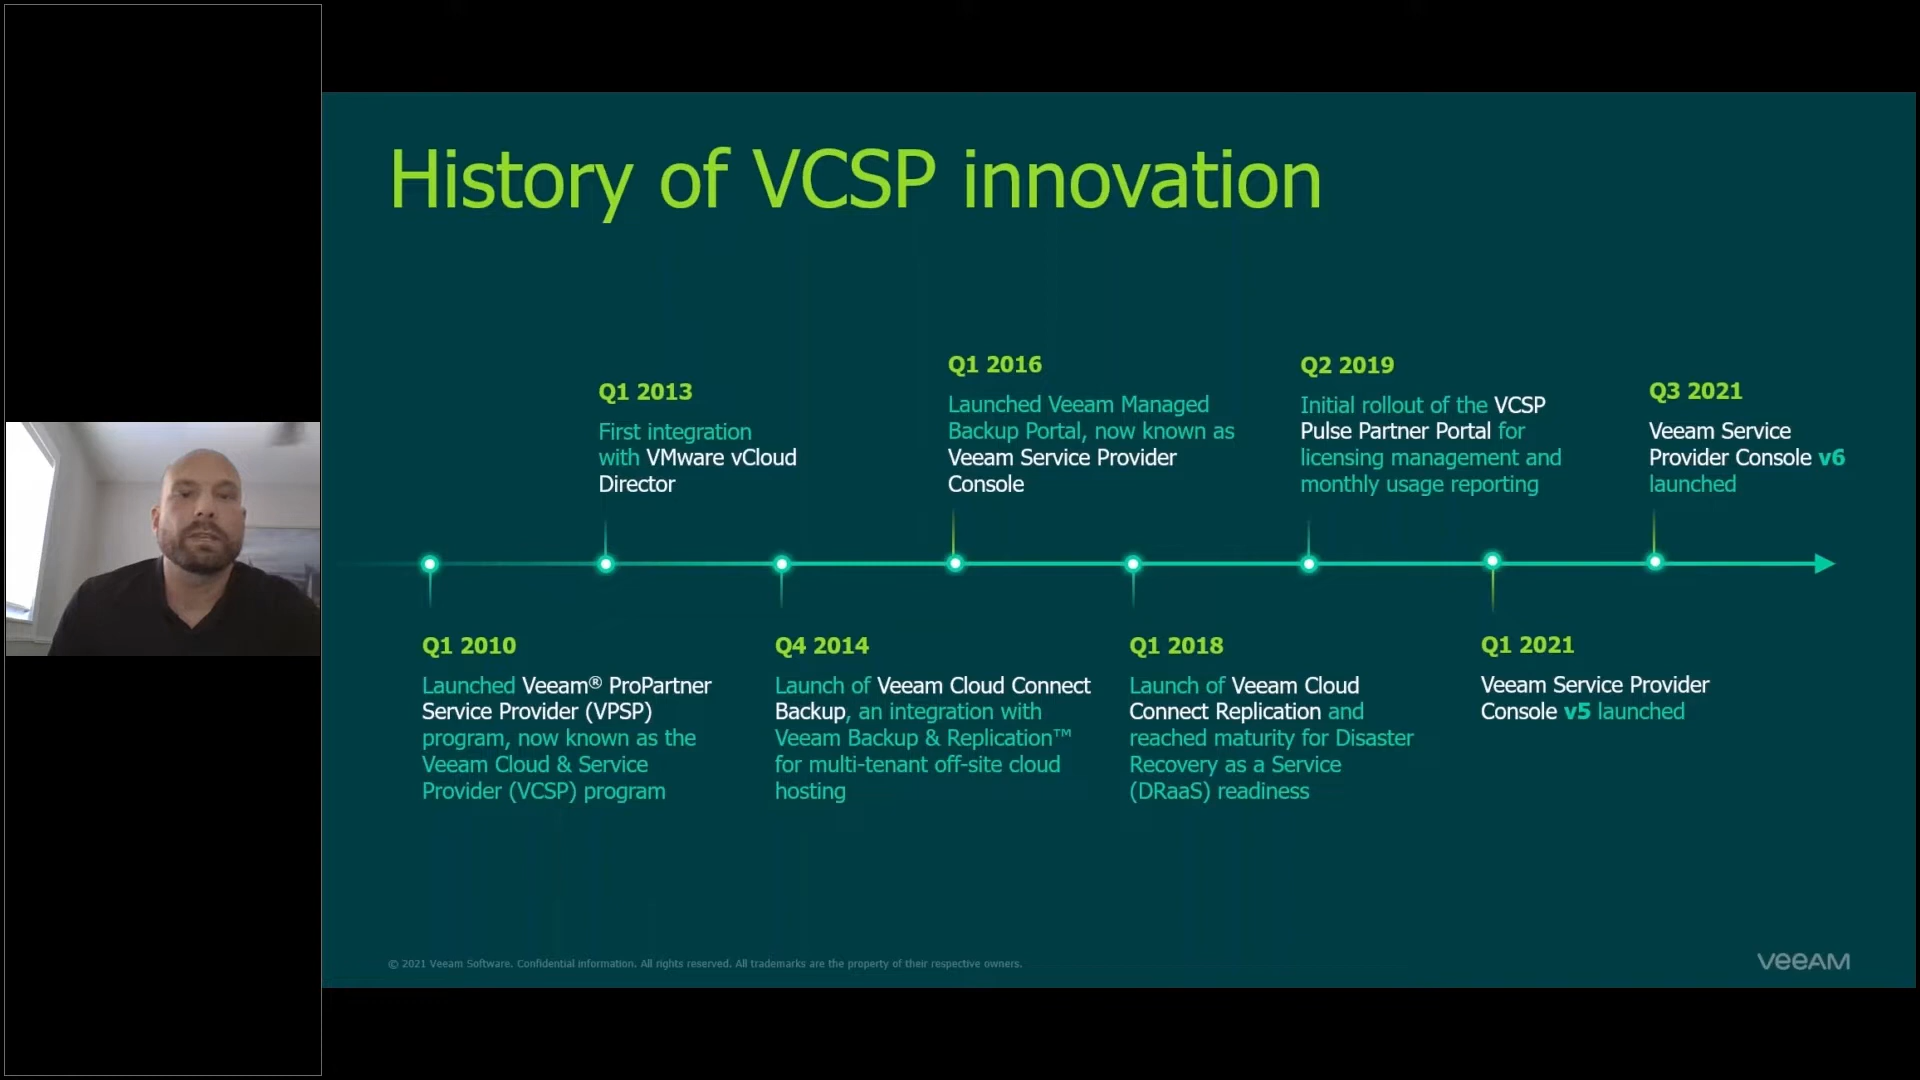 History of VCSP innovation
Q1 2013
First integration
with VMware vCloud
Director
Q1 2016
Launched Veeam Managed
Backup Portal, now known as
Veeam Service Provider
Console
Q2 2019
Initial rollout of the VCSP
Pulse Partner Portal for
licensing management and
monthly usage reporting
Q3 2021
Veeam Service
Provider Console v6
launched
Q1 2010
Launched Veeam® ProPartner
Service Provider (VPSP)
program, now known as the
Veeam Cloud & Service
Provider (VCSP) program
Q4 2014
Launch of Veeam Cloud Connect
Backup, an integration with
Veeam Backup & Replication™
for multi-tenant off-site cloud
hosting
Q1 2018
Launch of Veeam Cloud
Connect Replication and
reached maturity for Disaster
Recovery as a Service
(DRaaS) readiness
Q1 2021
Veeam Service Provider
Console v5 launched
© 2021 Veeam Software. Confidential information. All rights reserved. All trademarks are the property of their respective owners.
veeAM